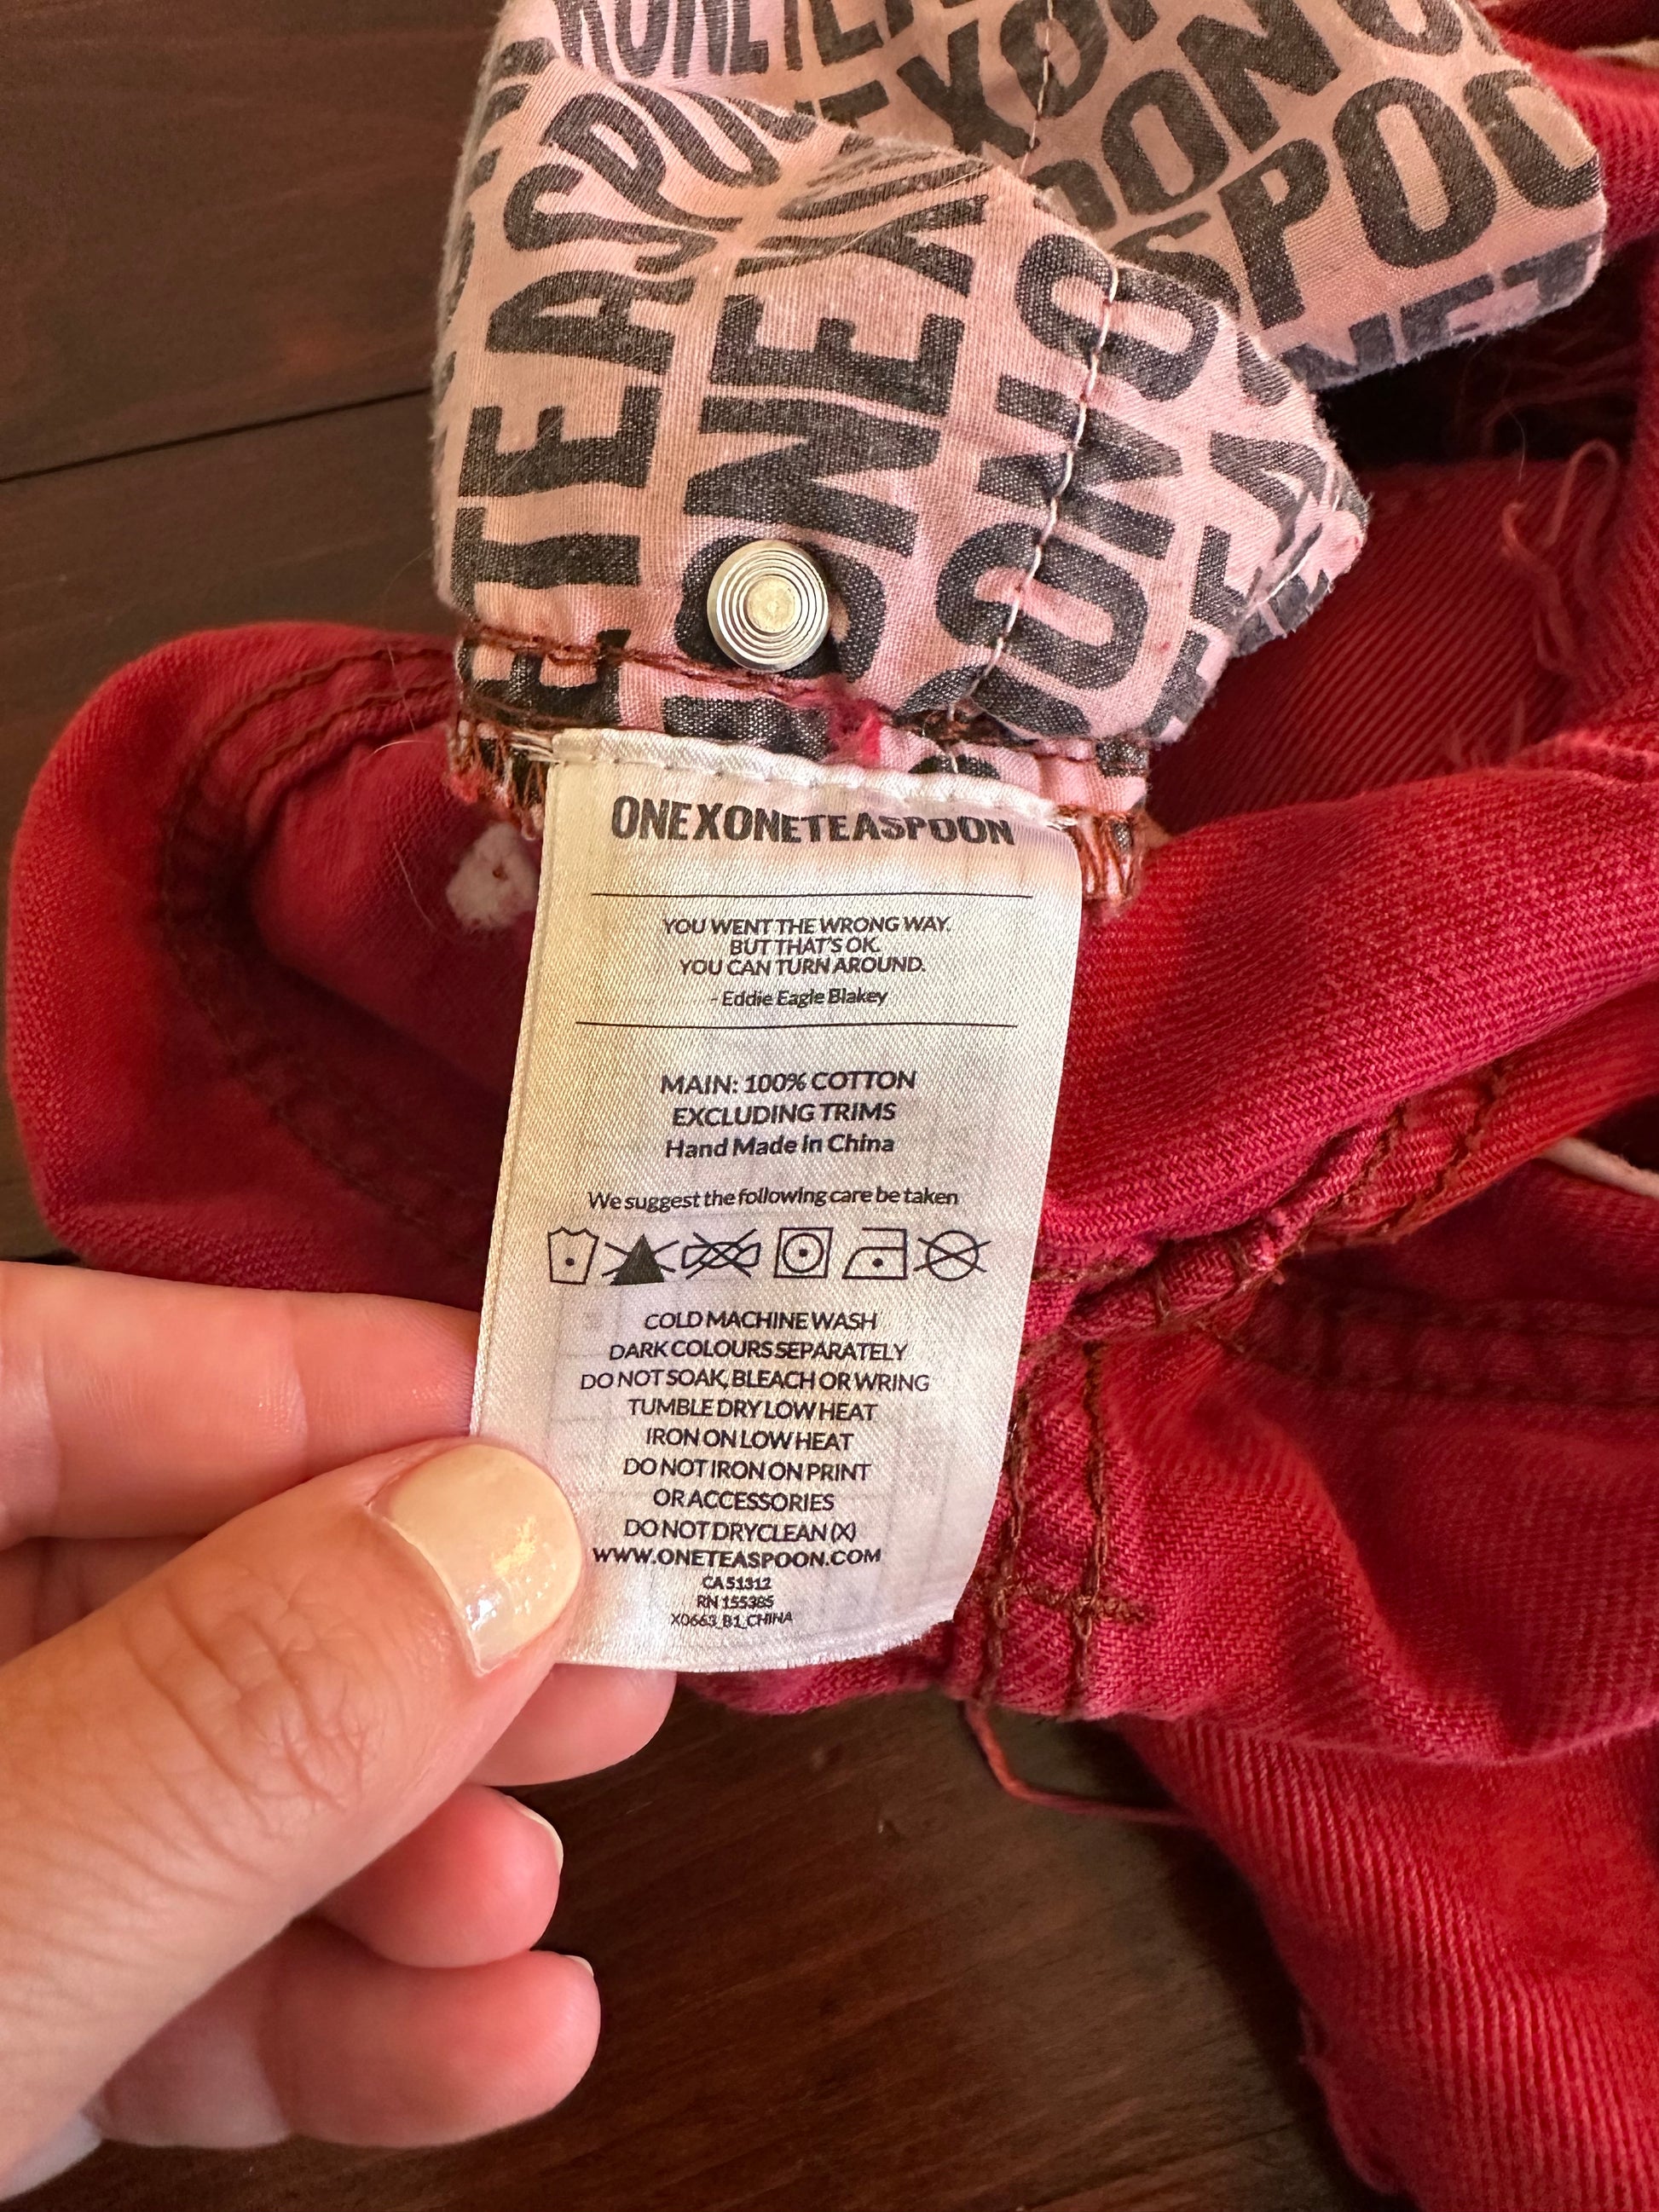 ONEXONETEASPOON
YOU WENT THE WRONG WAY.
BUT THAT'S OK.
YOU CAN TURN AROUND.
- Eddie Eagle Blakey
MAIN: 100% COTTON
EXCLUDING TRIMS
Hand Made in China
We suggest the following care be taken
COLD MACHINE WASH
DARK COLOURS SEPARATELY
DO NOT SOAK, BLEACH OR WRING
TUMBLE DRY LOW HEAT
IRON ON LOW HEAT
DO NOT IRON ON PRINT
OR ACCESSORIES
DO NOT DRYCLEAN (X)
WWW.ONETEASPOON.COM
CA 51312
RN 155385
X0663_B1_CHINA